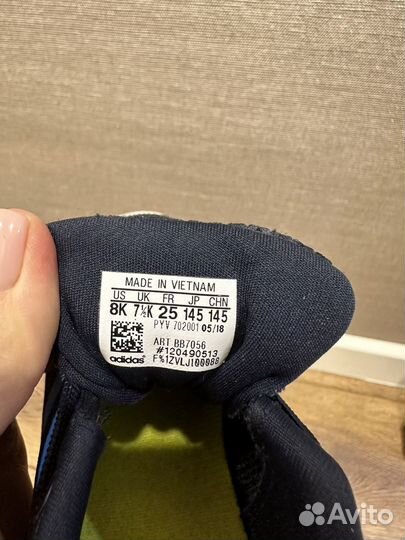 MADE IN VIETNAM
US UK FR JP CHN
8K 7½K 25 145 145
PYV 702001 05/18
ART BB7056
#120490513
adidas® F%1ZVLJ100088
Avito